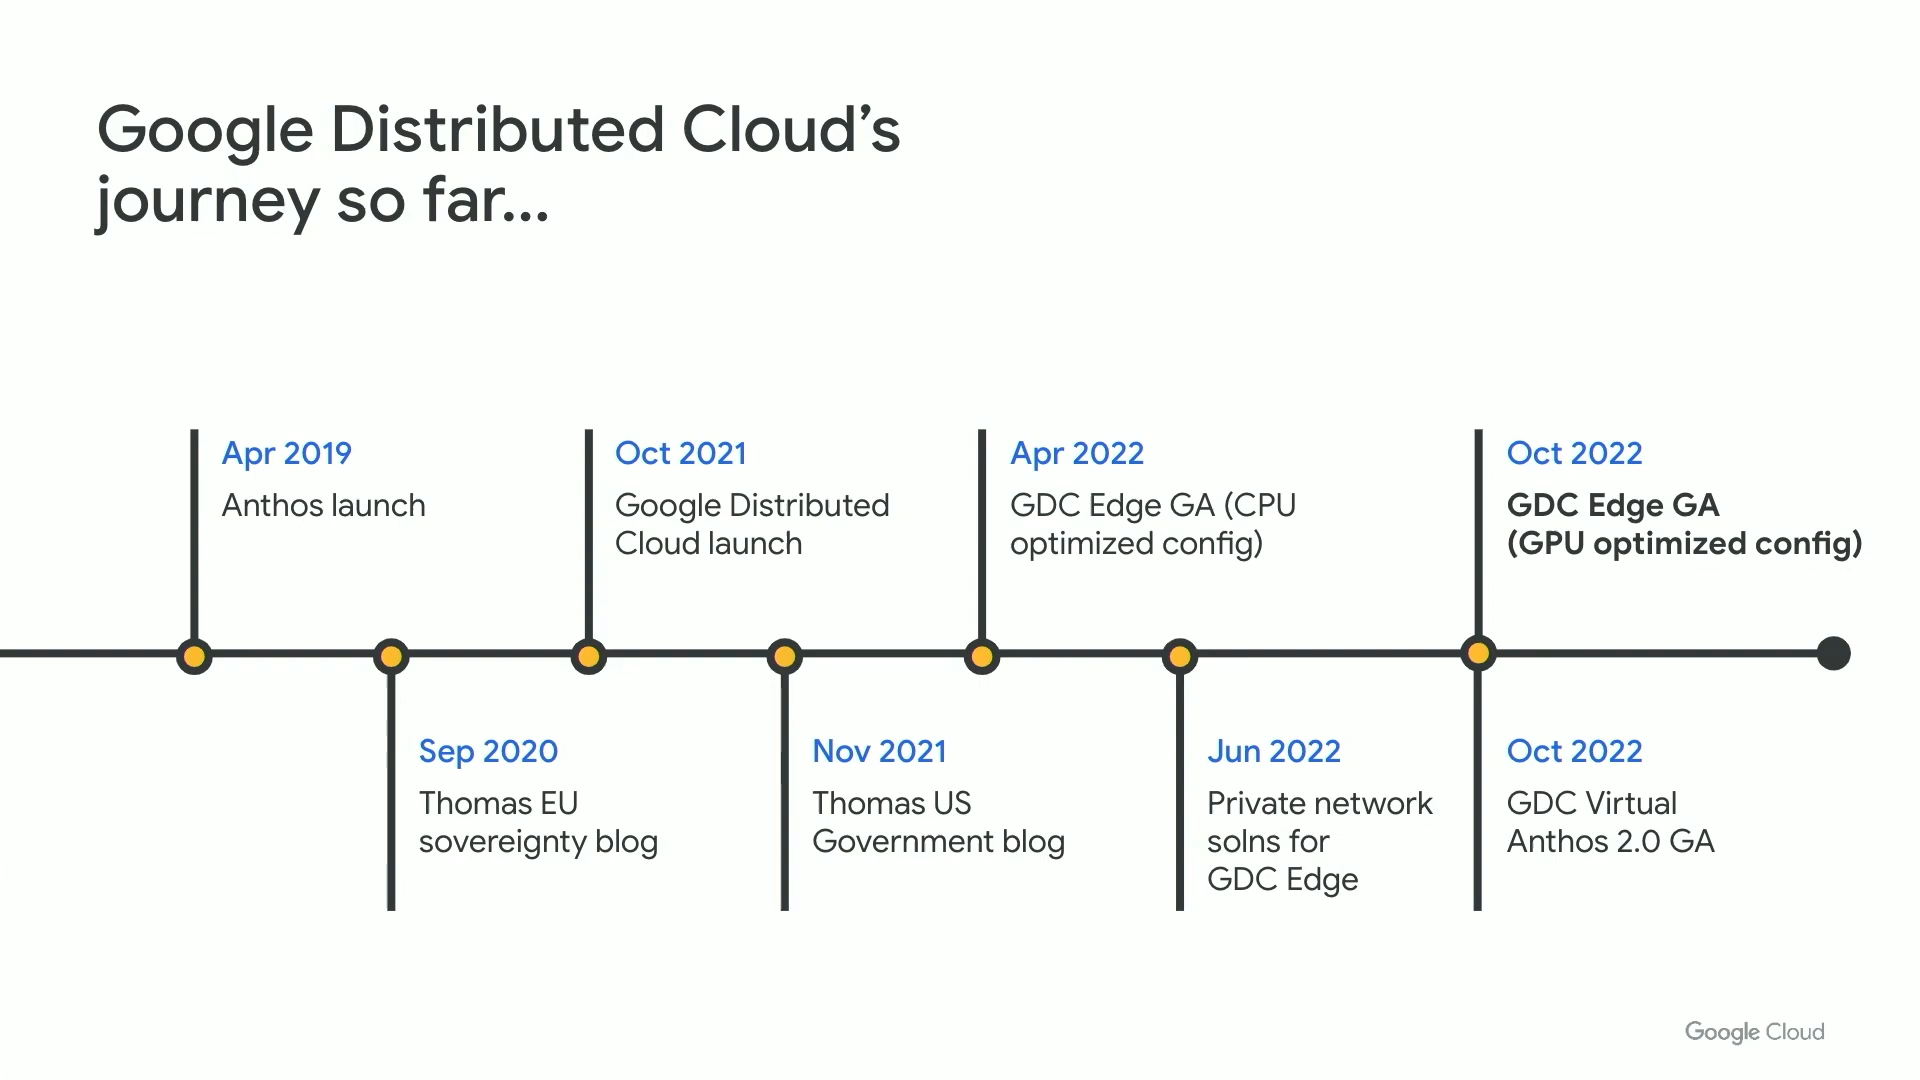 Google Distributed Cloud’s
journey so far...
Apr 2019
Anthos launch
Sep 2020
Thomas EU
sovereignty blog
Oct 2021
Google Distributed
Cloud launch
Nov 2021
Thomas US
Government blog
Apr 2022
GDC Edge GA (CPU
optimized config)
Jun 2022
Private network
solns for
GDC Edge
Oct 2022
GDC Edge GA
(GPU optimized config)
Oct 2022
GDC Virtual
Anthos 2.0 GA
Google Cloud